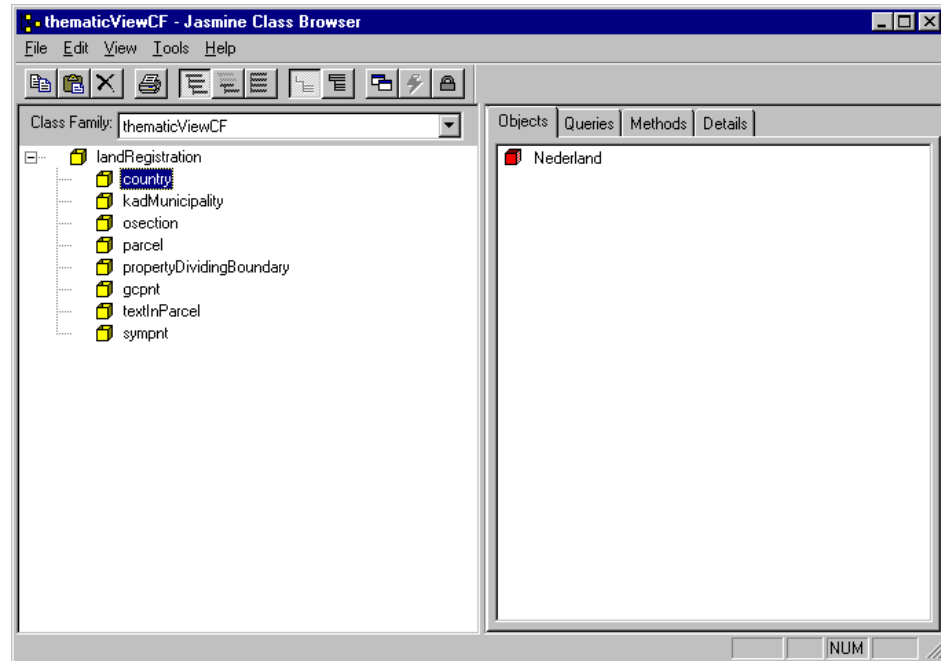 thematicViewCF - Jasmine Class Browser
File Edit View Tools Help
Class Family: thematicViewCF
landRegistration
country
kadMunicipality
osection
parcel
propertyDividingBoundary
gcpnt
textInParcel
sympnt
Objects Queries Methods Details
Nederland
NUM